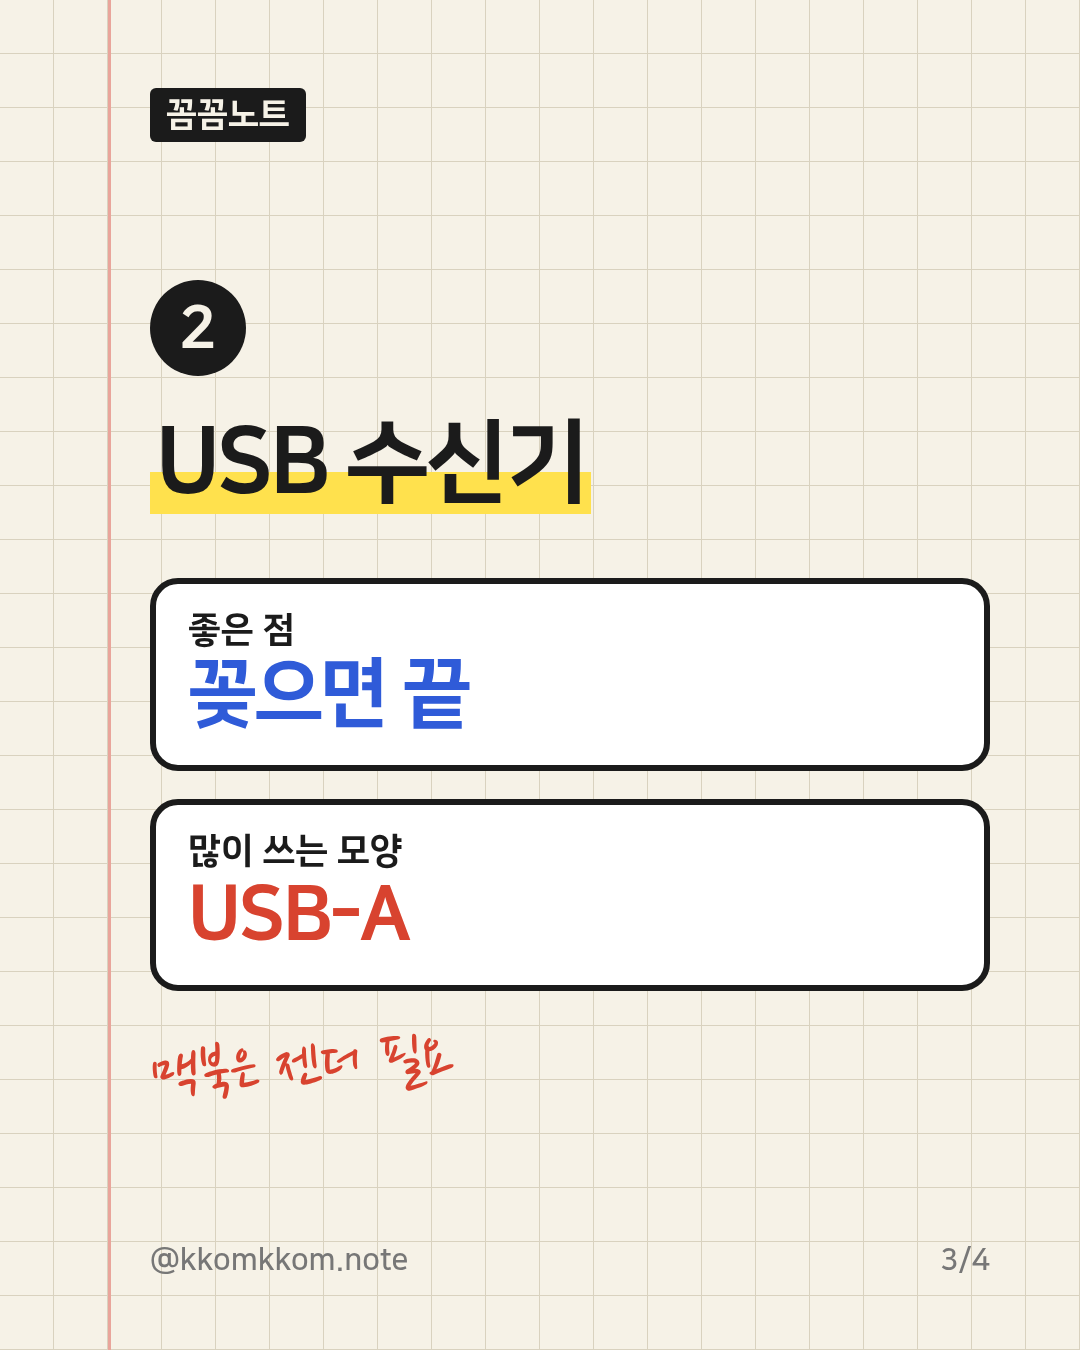 꼼꼼노트
2
USB 수신기
좋은 점
꽂으면 끝
많이 쓰는 모양
USB-A
맥북은 젠더 필요
@kkomkkom.note
3/4